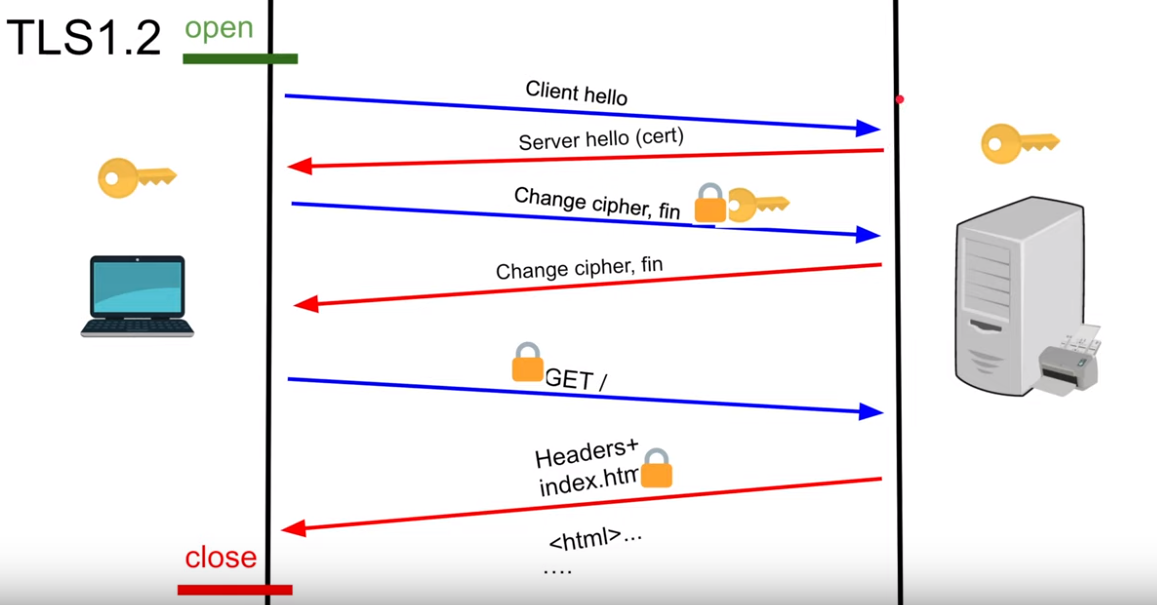 TLS1.2
open
Client hello
Server hello (cert)
Change cipher, fin
Change cipher, fin
GET /
Headers+
index.htm
<html>...
....
close